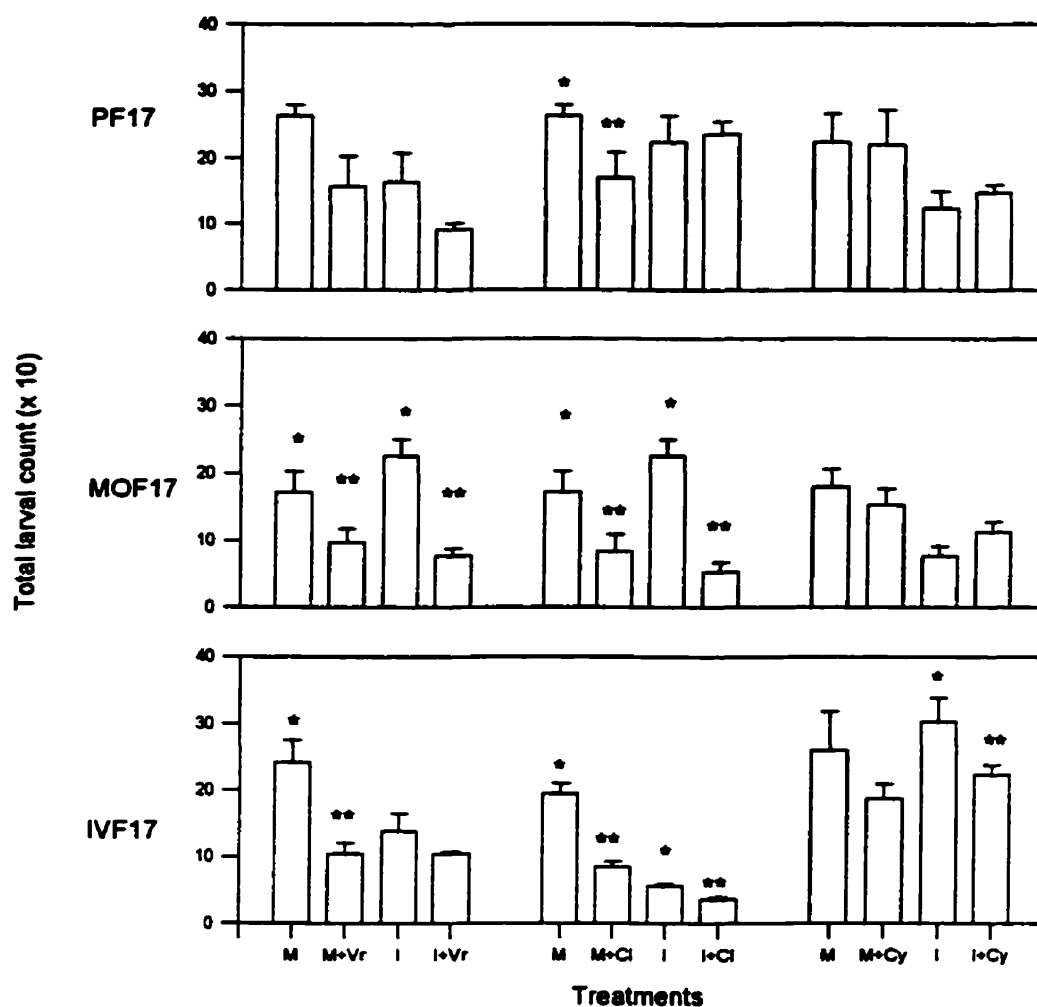 40
30
PF17
20
10
0
* **
40
30
MOF17
20
10
0
* ** * ** * ** * **
40
30
IVF17
20
10
0
* ** * ** * ** * **
Total larval count (x 10)
M M+Vr I I+Vr M M+Cl I I+Cl M M+Cy I I+Cy
Treatments